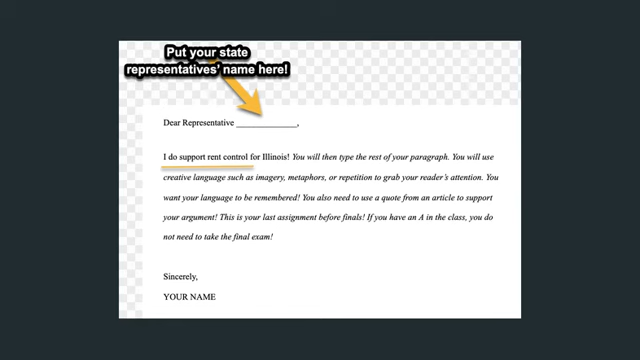 Put your state
representatives' name here!
Dear Representative ______________,
I do support rent control for Illinois! You will then type the rest of your paragraph. You will use
creative language such as imagery, metaphors, or repetition to grab your reader's attention. You
want your language to be remembered! You also need to use a quote from an article to support
your argument! This is your last assignment before finals! If you have an A in the class, you do
not need to take the final exam!
Sincerely,
YOUR NAME